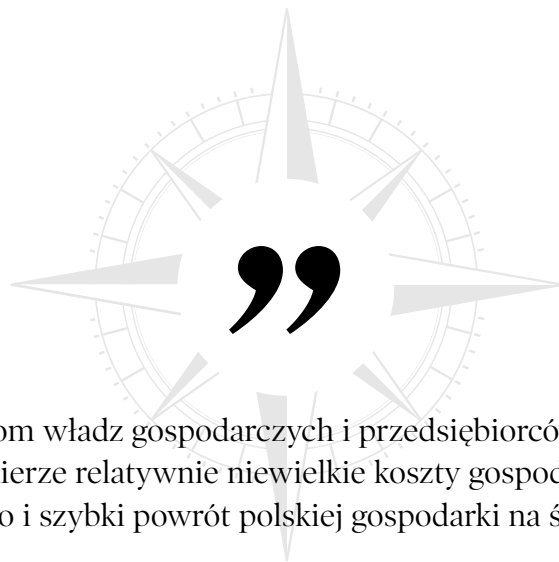 ”
om władz gospodarczych i przedsiębiorcó
ierze relatywnie niewielkie koszty gospod
o i szybki powrót polskiej gospodarki na ś